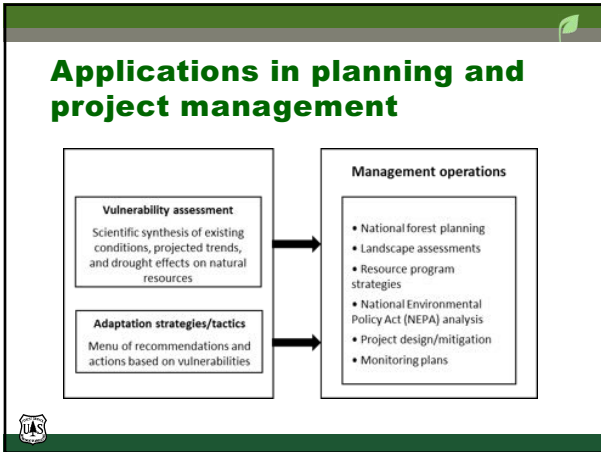 Applications in planning and
project management
Vulnerability assessment
Scientific synthesis of existing
conditions, projected trends,
and drought effects on natural
resources
Adaptation strategies/tactics
Menu of recommendations and
actions based on vulnerabilities
Management operations
• National forest planning
• Landscape assessments
• Resource program
strategies
• National Environmental
Policy Act (NEPA) analysis
• Project design/mitigation
• Monitoring plans
UAS